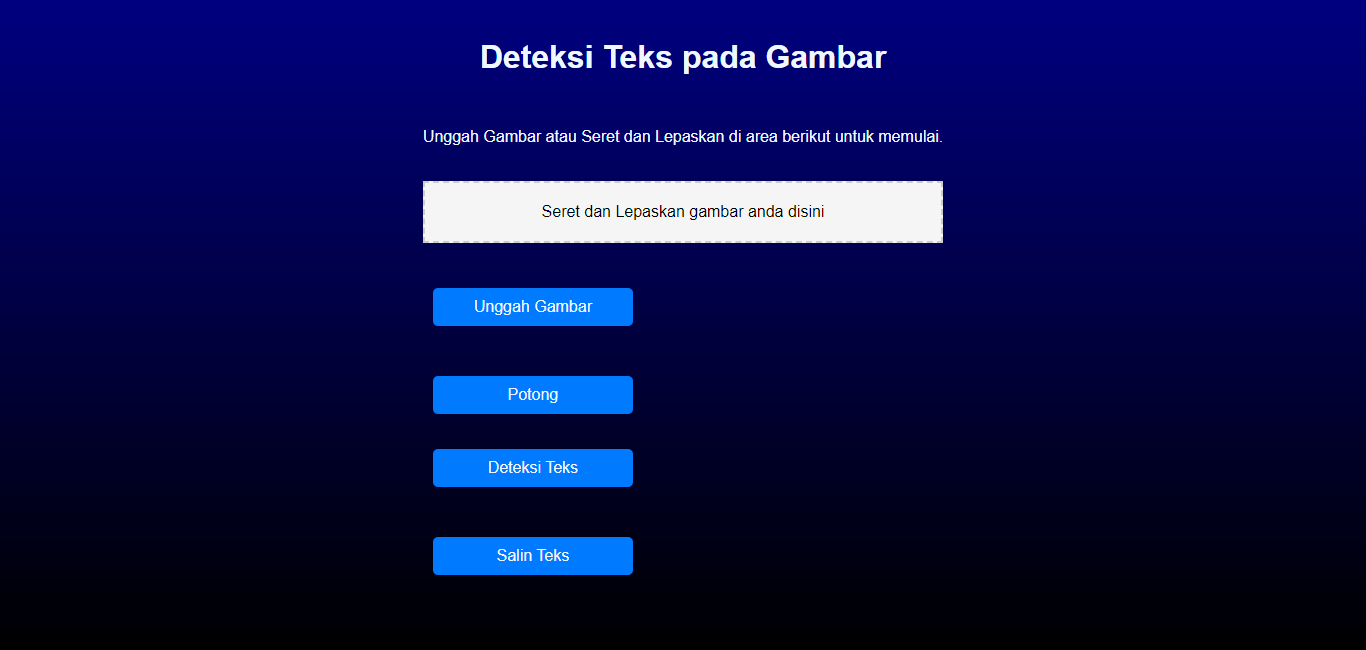 Deteksi Teks pada Gambar
Unggah Gambar atau Seret dan Lepaskan di area berikut untuk memulai.
Seret dan Lepaskan gambar anda disini
Unggah Gambar
Potong
Deteksi Teks
Salin Teks